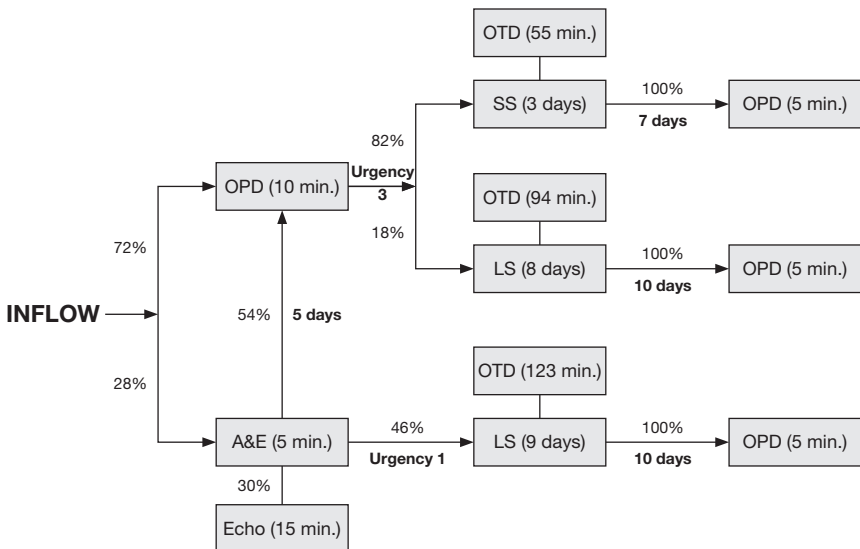 OTD (55 min.)
SS (3 days)
100%
7 days
OPD (5 min.)
82%
Urgency
3
18%
OPD (10 min.)
OTD (94 min.)
LS (8 days)
100%
10 days
OPD (5 min.)
72%
INFLOW
54%
5 days
28%
OTD (123 min.)
A&E (5 min.)
46%
Urgency 1
LS (9 days)
100%
10 days
OPD (5 min.)
30%
Echo (15 min.)